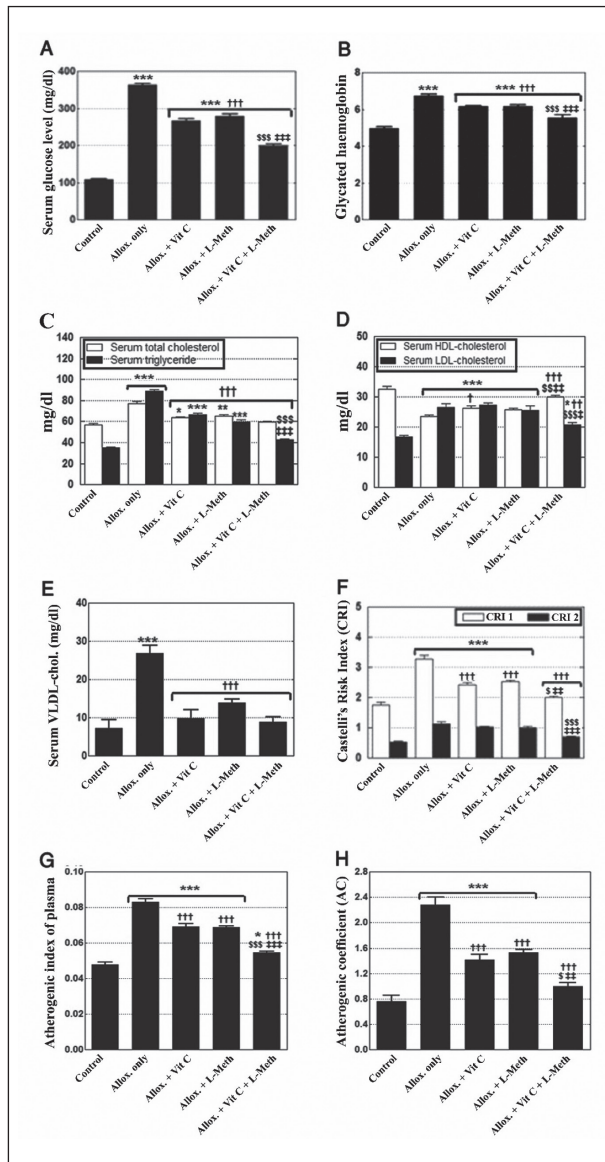 A
Serum glucose level (mg/dl)
400
300
200
100
0
***
*** †††
$$$ ‡‡‡
Control
Allox. only
Allox. + Vit C
Allox. + L-Meth
Allox. + Vit C + L-Meth
B
Glycated haemoglobin
8
6
4
2
0
***
*** †††
$$$ ‡‡‡
Control
Allox. only
Allox. + Vit C
Allox. + L-Meth
Allox. + Vit C + L-Meth
C
mg/dl
160
140
120
100
80
60
40
20
0
Serum total cholesterol
Serum triglyceride
***
†††
* *** ** ***
$$$
‡‡‡
Control
Allox. only
Allox. + Vit C
Allox. + L-Meth
Allox. + Vit C + L-Meth
D
mg/dl
50
40
30
20
10
0
Serum HDL-cholesterol
Serum LDL-cholesterol
***
†
†††
$$‡‡
* ††
$$$‡
Control
Allox. only
Allox. + Vit C
Allox. + L-Meth
Allox. + Vit C + L-Meth
E
Serum VLDL-chol. (mg/dl)
40
30
20
10
0
***
†††
Control
Allox. only
Allox. + Vit C
Allox. + L-Meth
Allox. + Vit C + L-Meth
F
Castelli's Risk Index (CRI)
5
4
3
2
1
0
CRI 1
CRI 2
***
††† ††† †††
$ ‡‡
$$$
‡‡‡
Control
Allox. only
Allox. + Vit C
Allox. + L-Meth
Allox. + Vit C + L-Meth
G
Atherogenic index of plasma
0.10
0.08
0.06
0.04
0.02
0.00
***
††† †††
* †††
$$$ ‡‡‡
Control
Allox. only
Allox. + Vit C
Allox. + L-Meth
Allox. + Vit C + L-Meth
H
Atherogenic coefficient (AC)
2.8
2.4
2.0
1.6
1.2
0.8
0.4
0.0
***
††† †††
†††
$ ‡‡
Control
Allox. only
Allox. + Vit C
Allox. + L-Meth
Allox. + Vit C + L-Meth